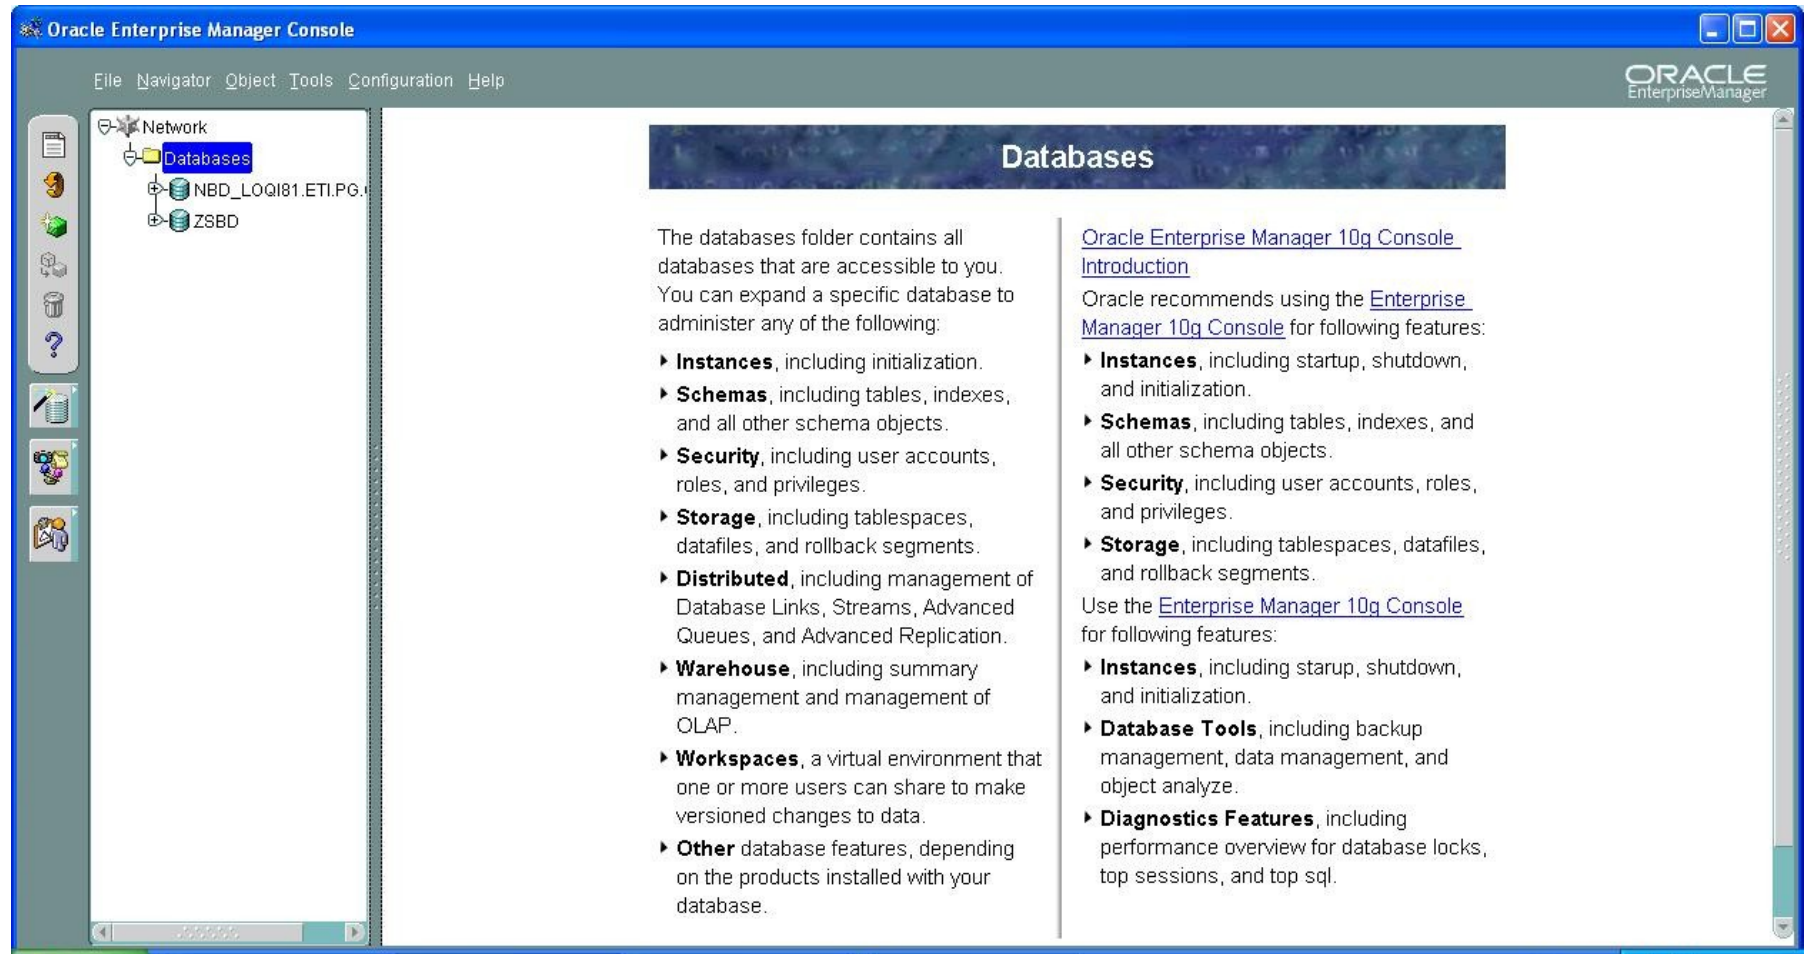 Oracle Enterprise Manager Console
File Navigator Object Tools Configuration Help
ORACLE
EnterpriseManager
Network
Databases
NBD_LOQI81.ETI.PG.
ZSBD
Databases
The databases folder contains all
databases that are accessible to you.
You can expand a specific database to
administer any of the following:
Instances, including initialization.
Schemas, including tables, indexes,
and all other schema objects.
Security, including user accounts,
roles, and privileges.
Storage, including tablespaces,
datafiles, and rollback segments.
Distributed, including management of
Database Links, Streams, Advanced
Queues, and Advanced Replication.
Warehouse, including summary
management and management of
OLAP.
Workspaces, a virtual environment that
one or more users can share to make
versioned changes to data.
Other database features, depending
on the products installed with your
database.
Oracle Enterprise Manager 10g Console
Introduction
Oracle recommends using the Enterprise
Manager 10g Console for following features:
Instances, including startup, shutdown,
and initialization.
Schemas, including tables, indexes, and
all other schema objects.
Security, including user accounts, roles,
and privileges.
Storage, including tablespaces, datafiles,
and rollback segments.
Use the Enterprise Manager 10g Console
for following features:
Instances, including starup, shutdown,
and initialization.
Database Tools, including backup
management, data management, and
object analyze.
Diagnostics Features, including
performance overview for database locks,
top sessions, and top sql.